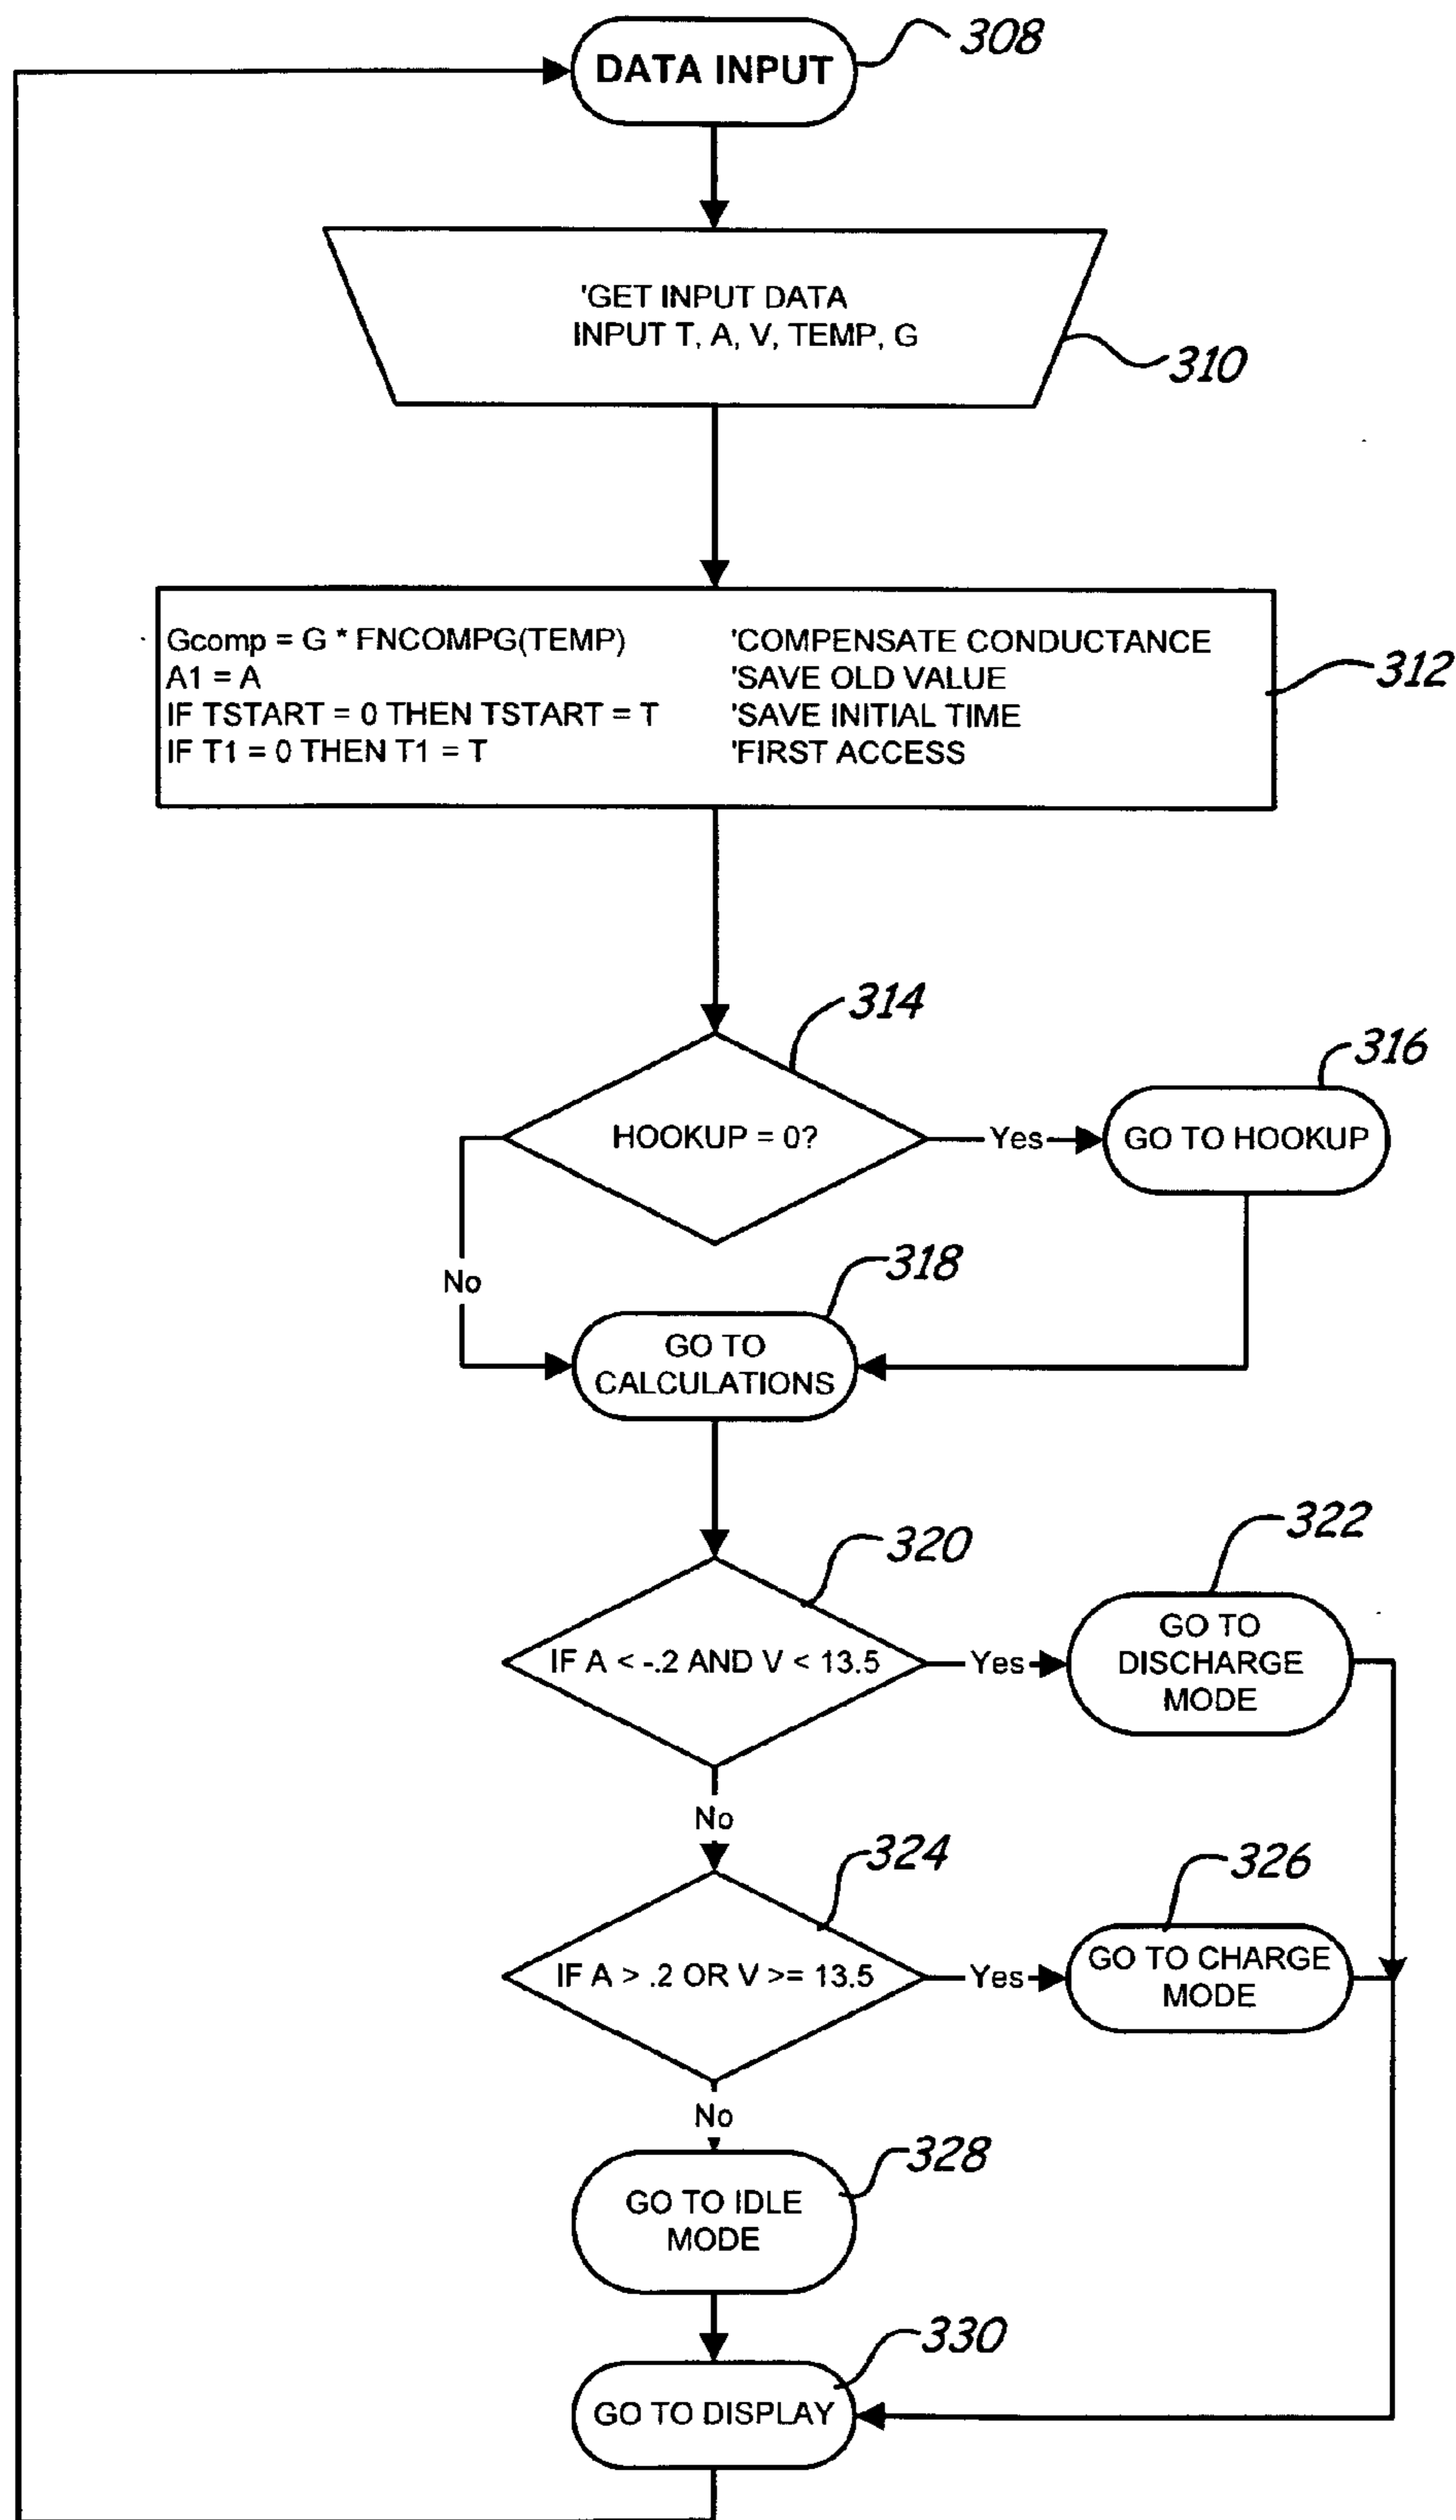 DATA INPUT
308
'GET INPUT DATA
INPUT T, A, V, TEMP, G
310
Gcomp = G * FNCOMPG(TEMP) 'COMPENSATE CONDUCTANCE
A1 = A 'SAVE OLD VALUE
IF TSTART = 0 THEN TSTART = T 'SAVE INITIAL TIME
IF T1 = 0 THEN T1 = T 'FIRST ACCESS
312
314
316
HOOKUP = 0?
Yes
GO TO HOOKUP
No
318
GO TO
CALCULATIONS
320
322
IF A < -.2 AND V < 13.5
Yes
GO TO
DISCHARGE
MODE
No
324
326
IF A > .2 OR V >= 13.5
Yes
GO TO CHARGE
MODE
No
328
GO TO IDLE
MODE
330
GO TO DISPLAY